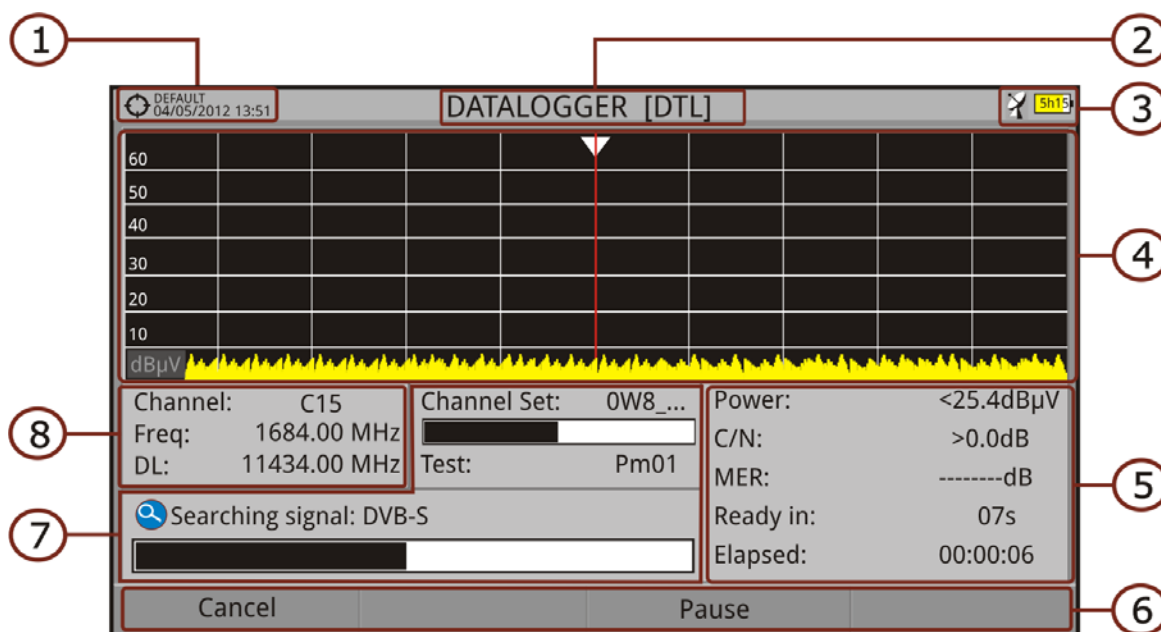 1
2
3
4
5
6
7
8
DEFAULT
04/05/2012 13:51
DATALOGGER [DTL]
5h15
60
50
40
30
20
10
dBµV
Channel: C15
Freq: 1684.00 MHz
DL: 11434.00 MHz
Channel Set: 0W8_...
Test: Pm01
Power: <25.4dBµV
C/N: >0.0dB
MER: --------dB
Ready in: 07s
Elapsed: 00:00:06
Searching signal: DVB-S
Cancel
Pause